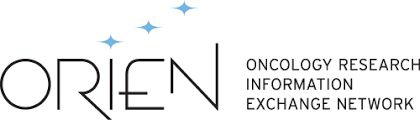 ORIEN
ONCOLOGY RESEARCH
INFORMATION
EXCHANGE NETWORK